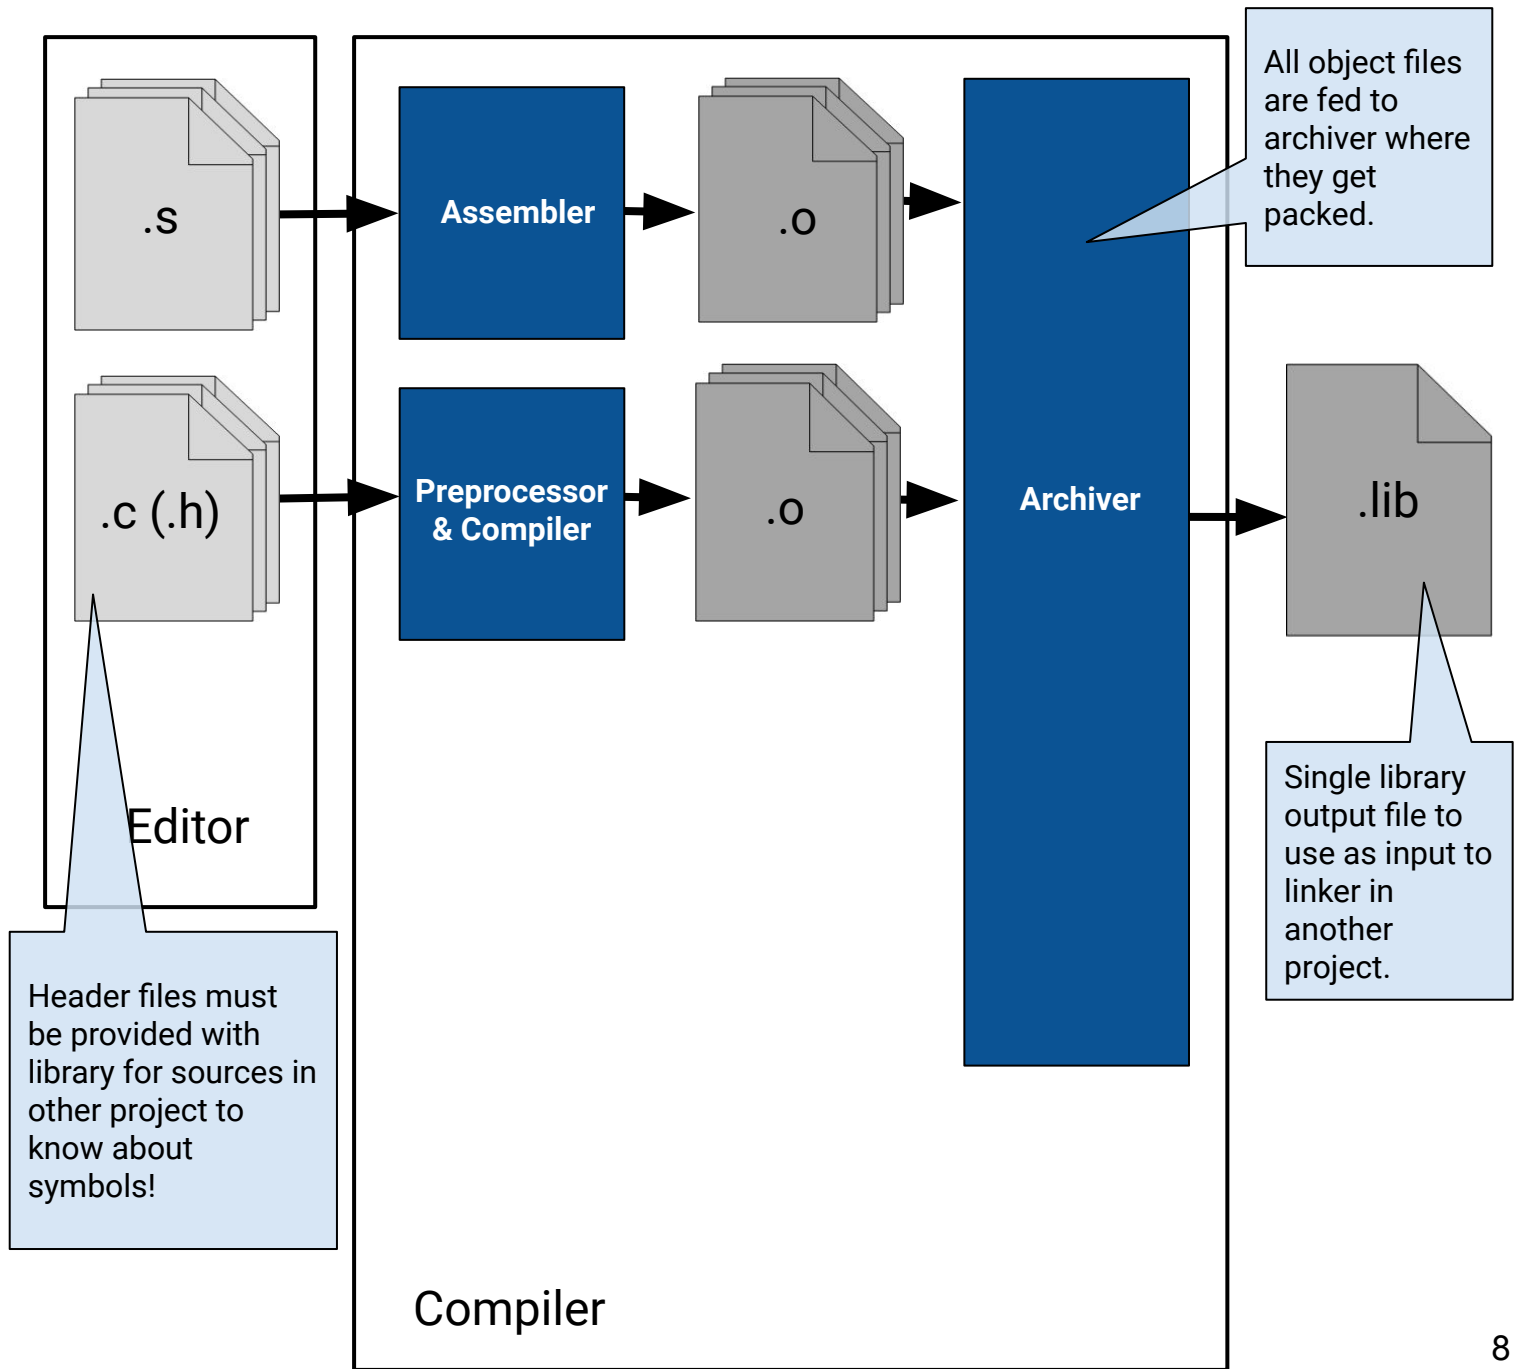 All object files
are fed to
archiver where
they get
packed.
.s
Assembler
.o
.c (.h)
Preprocessor
& Compiler
.o
Archiver
.lib
Editor
Single library
output file to
use as input to
linker in
another
project.
Header files must
be provided with
library for sources in
other project to
know about
symbols!
Compiler
8